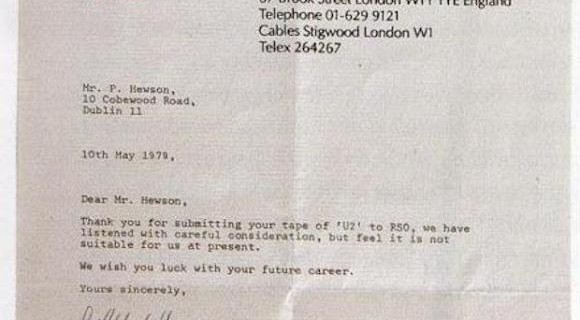 Brook Street London W1Y 1YE England
Telephone 01-629 9121
Cables Stigwood London W1
Telex 264267
Mr. P. Hewson,
10 Cobewood Road,
Dublin 11
10th May 1979,
Dear Mr. Hewson,
Thank you for submitting your tape of 'U2' to RSO, we have
listened with careful consideration, but feel it is not
suitable for us at present.
We wish you luck with your future career.
Yours sincerely,